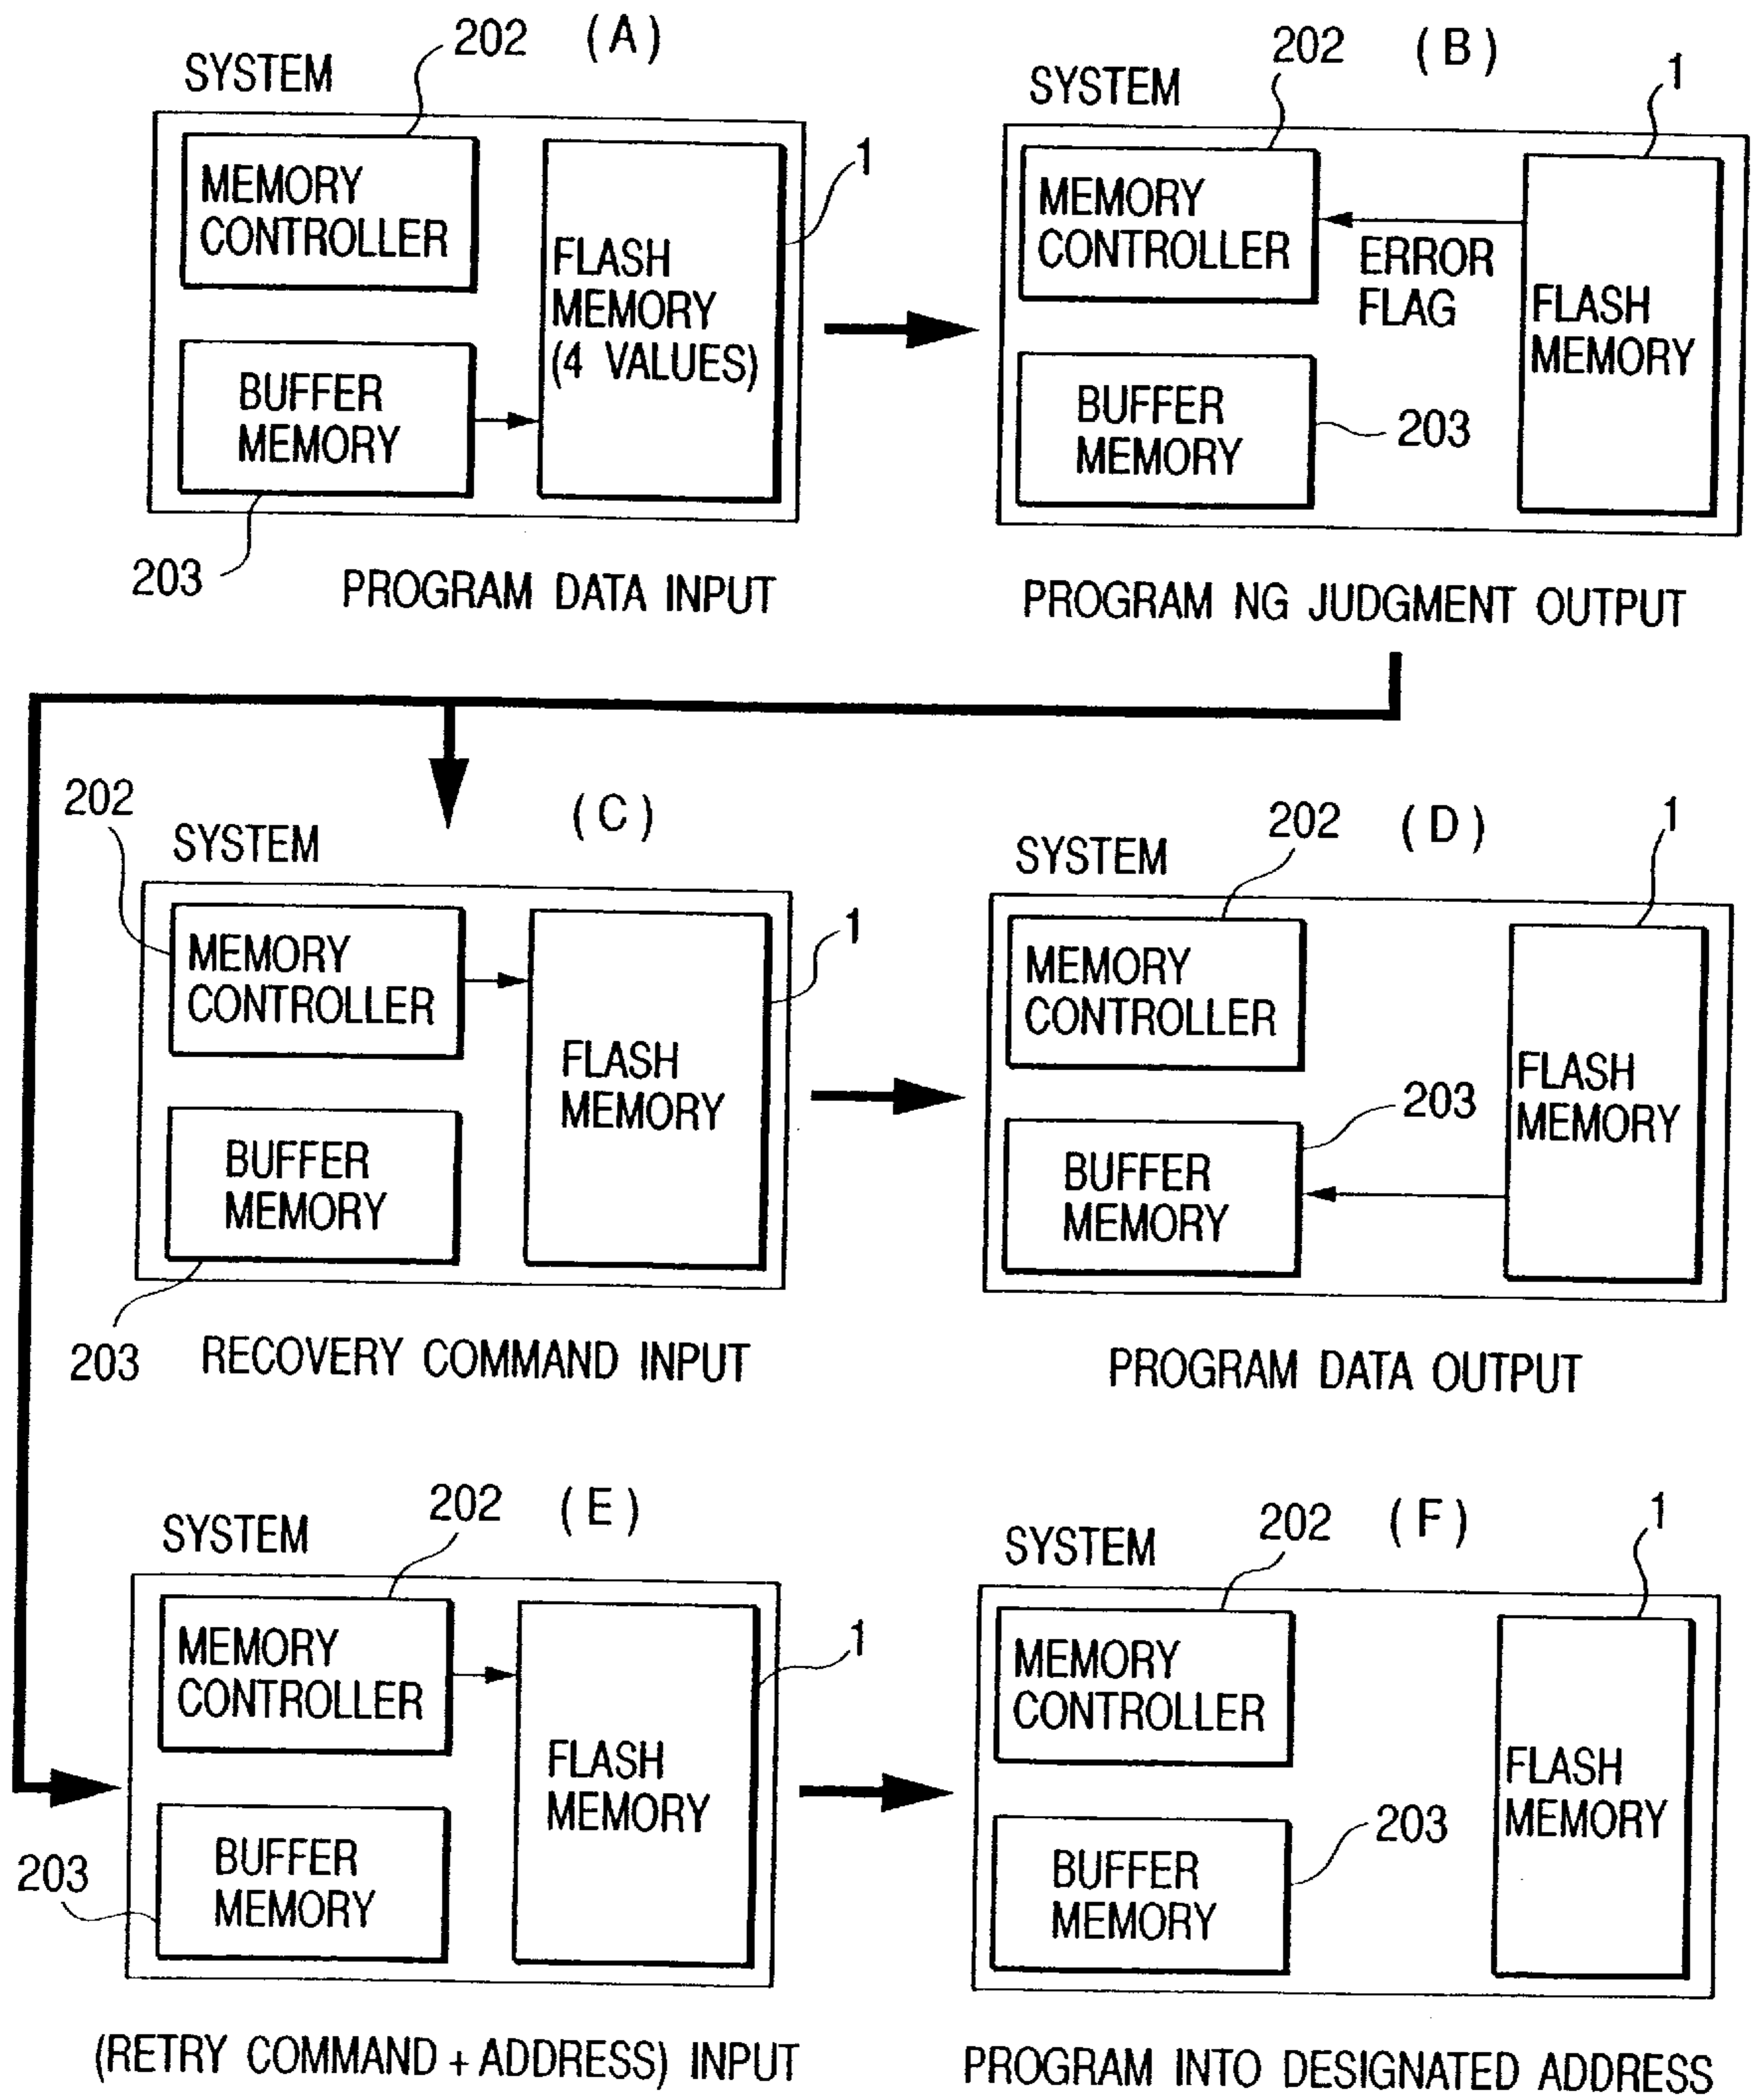 202 (A)
SYSTEM
MEMORY
CONTROLLER
1
FLASH
MEMORY
(4 VALUES)
BUFFER
MEMORY
203
PROGRAM DATA INPUT
202 (B)
SYSTEM
1
MEMORY
CONTROLLER
ERROR
FLAG
FLASH
MEMORY
BUFFER
MEMORY
203
PROGRAM NG JUDGMENT OUTPUT
202
(C)
SYSTEM
MEMORY
CONTROLLER
1
FLASH
MEMORY
BUFFER
MEMORY
203
RECOVERY COMMAND INPUT
202 (D)
SYSTEM
1
MEMORY
CONTROLLER
FLASH
MEMORY
203
BUFFER
MEMORY
PROGRAM DATA OUTPUT
202 (E)
SYSTEM
MEMORY
CONTROLLER
1
FLASH
MEMORY
BUFFER
MEMORY
203
(RETRY COMMAND + ADDRESS) INPUT
202 (F)
SYSTEM
1
MEMORY
CONTROLLER
FLASH
MEMORY
203
BUFFER
MEMORY
PROGRAM INTO DESIGNATED ADDRESS